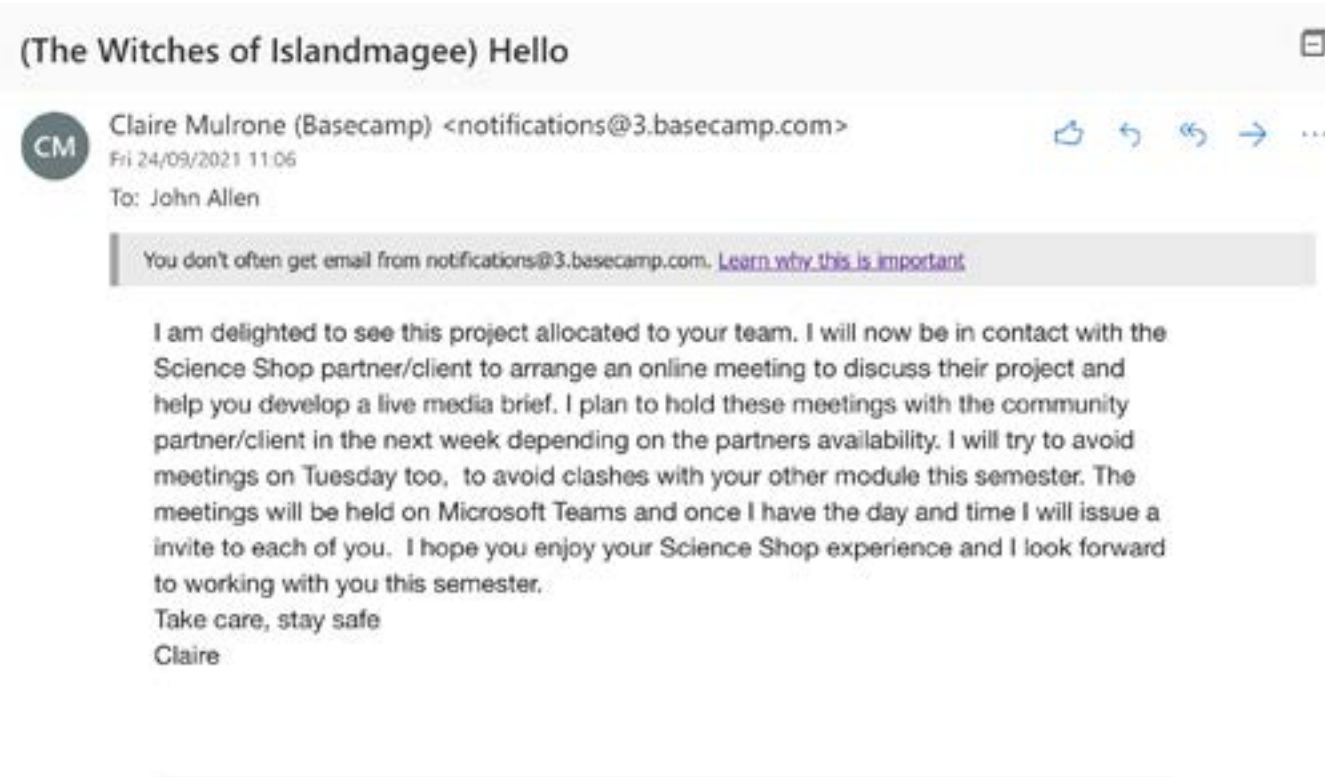 (The Witches of Islandmagee) Hello
CM
Claire Mulrone (Basecamp) <notifications@3.basecamp.com>
Fri 24/09/2021 11:06
To: John Allen
You don't often get email from notifications@3.basecamp.com. Learn why this is important
I am delighted to see this project allocated to your team. I will now be in contact with the
Science Shop partner/client to arrange an online meeting to discuss their project and
help you develop a live media brief. I plan to hold these meetings with the community
partner/client in the next week depending on the partners availability. I will try to avoid
meetings on Tuesday too, to avoid clashes with your other module this semester. The
meetings will be held on Microsoft Teams and once I have the day and time I will issue a
invite to each of you. I hope you enjoy your Science Shop experience and I look forward
to working with you this semester.
Take care, stay safe
Claire